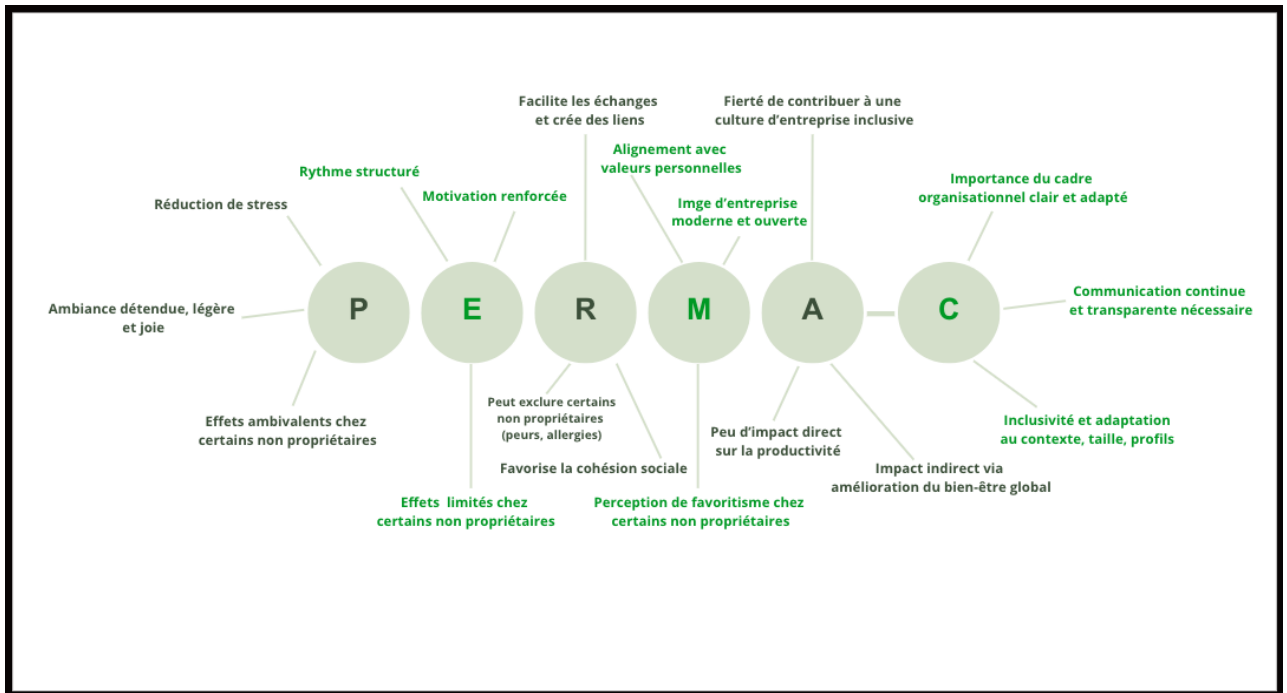 Facilite les échanges
et crée des liens
Fierté de contribuer à une
culture d'entreprise inclusive
Alignement avec
valeurs personnelles
Rythme structuré
Motivation renforcée
Importance du cadre
organisationnel clair et adapté
Réduction de stress
Imge d'entreprise
moderne et ouverte
P
E
R
M
A
C
Ambiance détendue, légère
et joie
Communication continue
et transparente nécessaire
Effets ambivalents chez
certains non propriétaires
Peut exclure certains
non propriétaires
(peurs, allergies)
Peu d'impact direct
sur la productivité
Inclusivité et adaptation
au contexte, taille, profils
Favorise la cohésion sociale
Impact indirect via
amélioration du bien-être global
Effets limités chez
certains non propriétaires
Perception de favoritisme chez
certains non propriétaires